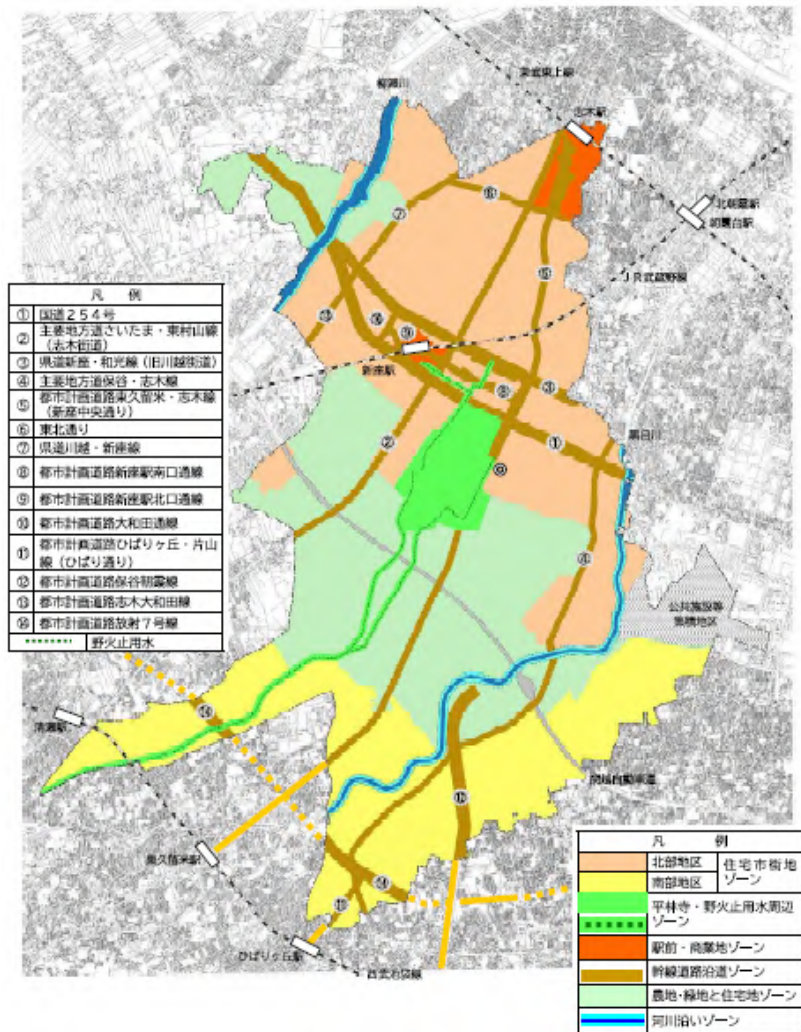 東武東上線
柳瀬川
志木駅
北朝霞駅
朝霞台駅
JR武蔵野線
⑥
⑦
⑤
⑬
⑭
⑨
新座駅
⑧
③
②
①
黒目川
⑩
④
公共施設等
集積地区
凡 例
① 国道254号
② 主要地方道さいたま・東村山線
(志木街道)
③ 県道新座・和光線(旧川越街道)
④ 主要地方道保谷・志木線
⑤ 都市計画道路東久留米・志木線
(新座中央通り)
⑥ 東北通り
⑦ 県道川越・新座線
⑧ 都市計画道路新座駅南口通線
⑨ 都市計画道路新座駅北口通線
⑩ 都市計画道路大和田通線
⑪ 都市計画道路ひばりヶ丘・片山
線(ひばり通り)
⑫ 都市計画道路保谷朝霞線
⑬ 都市計画道路志木大和田線
⑭ 都市計画道路放射7号線
野火止用水
清瀬駅
⑭
関越自動車道
⑫
東久留米駅
⑭
⑪
ひばりヶ丘駅
西武池袋線
凡 例
北部地区 住宅市街地
ゾーン
南部地区
平林寺・野火止用水周辺
ゾーン
駅前・商業地ゾーン
幹線道路沿道ゾーン
農地・緑地と住宅地ゾーン
河川沿いゾーン